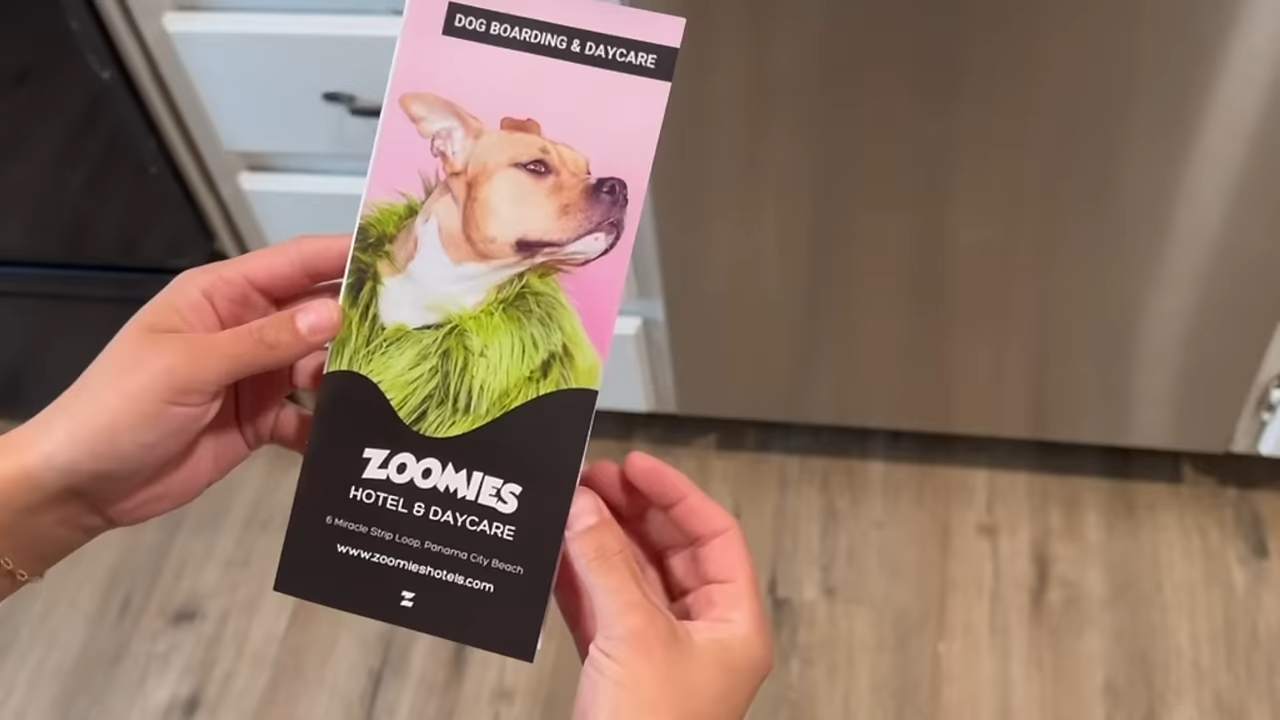 DOG BOARDING & DAYCARE
ZOOMIES
HOTEL & DAYCARE
6 Miracle Strip Loop, Panama City Beach
www.zoomieshotels.com
Z